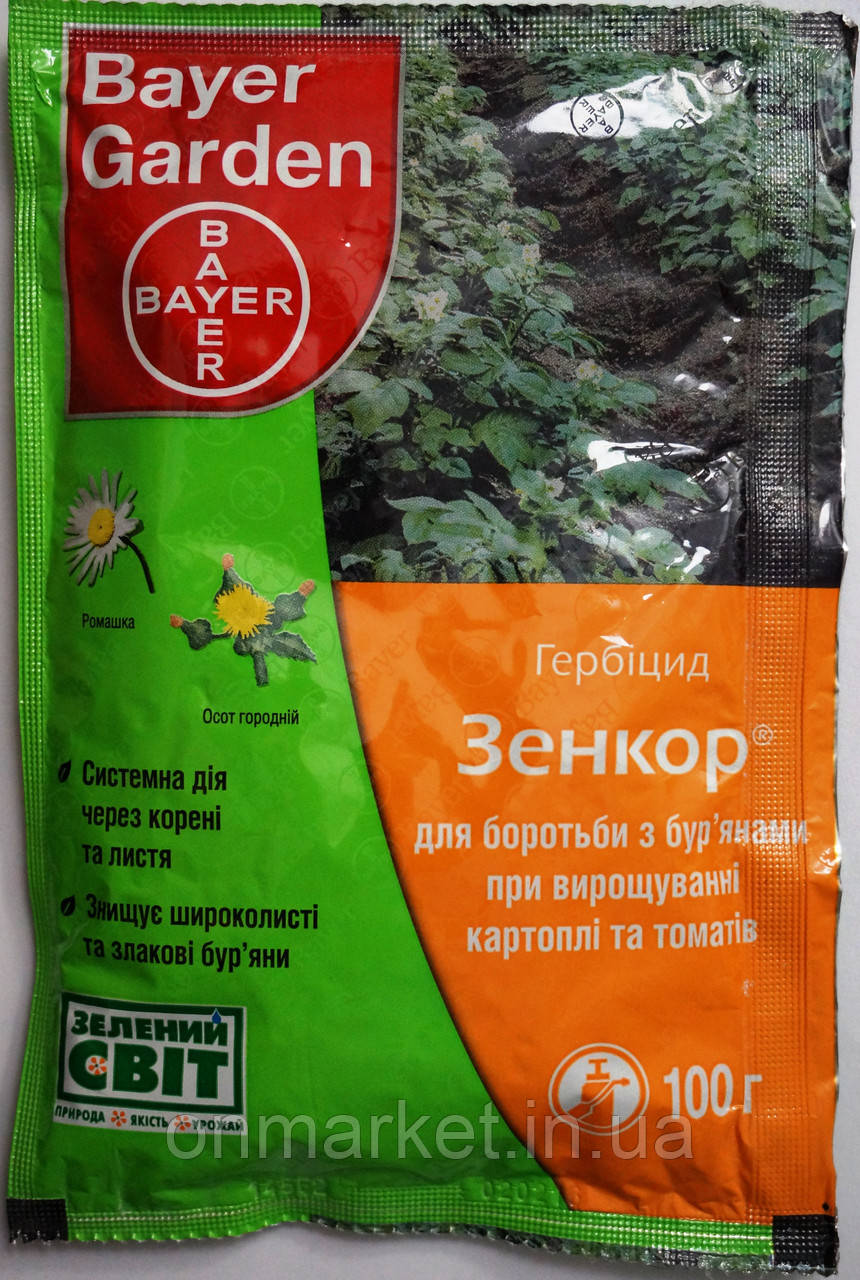 Bayer
Garden
BAYER
BAYER
BAYER
Ромашка
Осот городній
Гербіцид
Зенкор®
для боротьби з бур'янами
при вирощуванні
картоплі та томатів
Системна дія
через корені
та листя
Знищує широколисті
та злакові бур'яни
ЗЕЛЕНИЙ
СВІТ
ПРИРОДА ЯКІСТЬ УРОЖАЙ
100 г
onmarket.in.ua